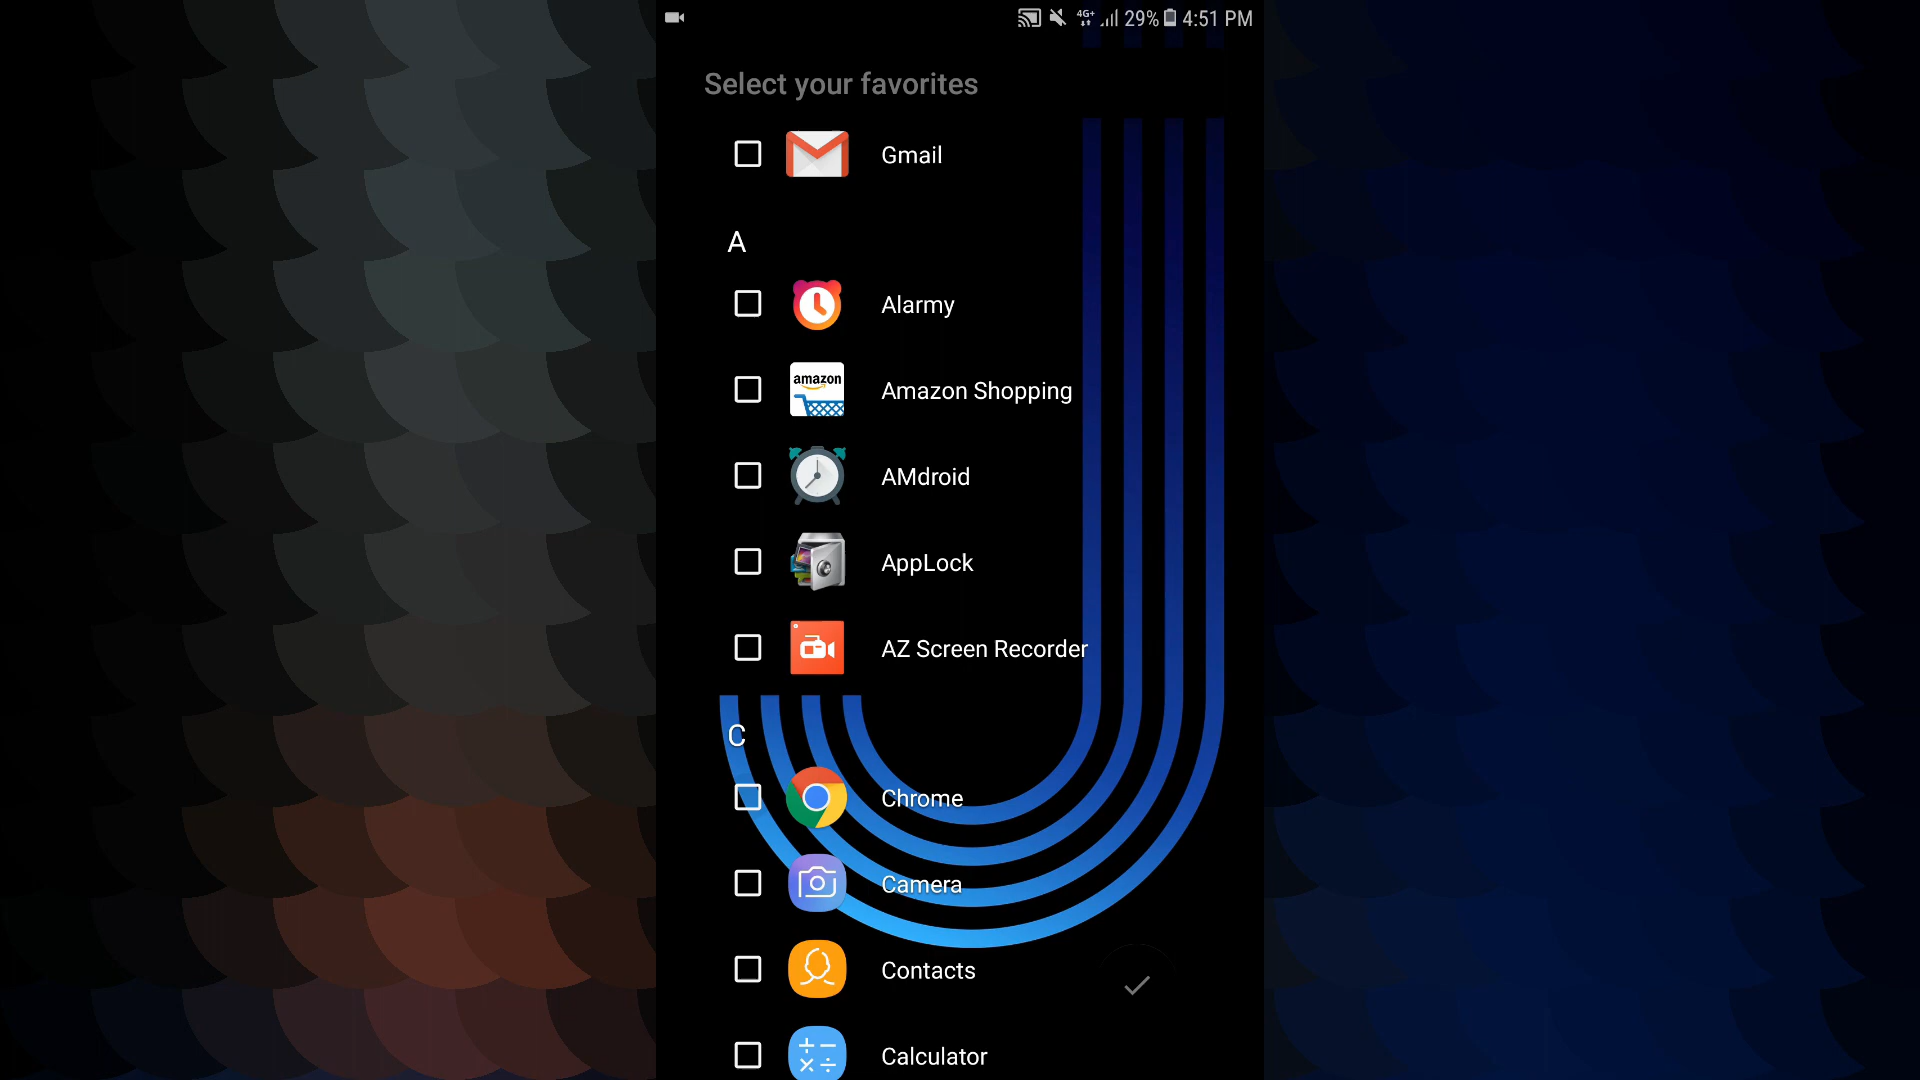 4G+ 29% 4:51 PM
Select your favorites
Gmail
A
Alarmy
amazon
Amazon Shopping
AMdroid
AppLock
AZ Screen Recorder
C
Chrome
Camera
Contacts
Calculator